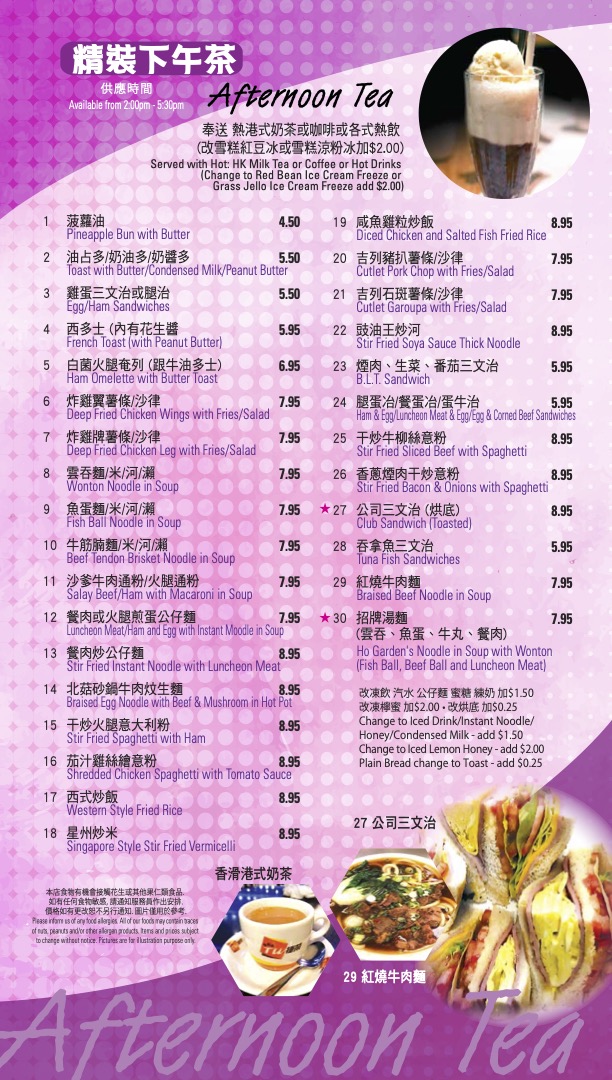 精裝下午茶
供應時間
Available from 2:00pm - 5:30pm
Afternoon Tea
奉送 熱港式奶茶或咖啡或各式熱飲
(改雪糕紅豆冰或雪糕涼粉冰加$2.00)
Served with Hot: HK Milk Tea or Coffee or Hot Drinks
(Change to Red Bean Ice Cream Freeze or
Grass Jello Ice Cream Freeze add $2.00)
1 菠蘿油 4.50
Pineapple Bun with Butter
2 油占多/奶油多/奶醬多 5.50
Toast with Butter/Condensed Milk/Peanut Butter
3 雞蛋三文治或腿治 5.50
Egg/Ham Sandwiches
4 西多士 (內有花生醬 5.95
French Toast (with Peanut Butter)
5 白菌火腿奄列 (跟牛油多士) 6.95
Ham Omelette with Butter Toast
6 炸雞翼薯條/沙律 7.95
Deep Fried Chicken Wings with Fries/Salad
7 炸雞牌薯條/沙律 7.95
Deep Fried Chicken Leg with Fries/Salad
8 雲吞麵/米/河/瀨 7.95
Wonton Noodle in Soup
9 魚蛋麵/米/河/瀨 7.95
Fish Ball Noodle in Soup
10 牛筋腩麵/米/河/瀨 7.95
Beef Tendon Brisket Noodle in Soup
11 沙爹牛肉通粉/火腿通粉 7.95
Salay Beef/Ham with Macaroni in Soup
12 餐肉或火腿煎蛋公仔麵 7.95
Luncheon Meat/Ham and Egg with Instant Moodle in Soup
13 餐肉炒公仔麵 8.95
Stir Fried Instant Noodle with Luncheon Meat
14 北菇砂鍋牛肉炆生麵 8.95
Braised Egg Noodle with Beef & Mushroom in Hot Pot
15 干炒火腿意大利粉 8.95
Stir Fried Spaghetti with Ham
16 茄汁雞絲繪意粉 8.95
Shredded Chicken Spaghetti with Tomato Sauce
17 西式炒飯 8.95
Western Style Fried Rice
18 星州炒米 8.95
Singapore Style Stir Fried Vermicelli
19 咸魚雞粒炒飯 8.95
Diced Chicken and Salted Fish Fried Rice
20 吉列豬扒薯條/沙律 7.95
Cutlet Pork Chop with Fries/Salad
21 吉列石斑薯條/沙律 7.95
Cutlet Garoupa with Fries/Salad
22 豉油王炒河 8.95
Stir Fried Soya Sauce Thick Noodle
23 煙肉、生菜、番茄三文治 5.95
B.L.T. Sandwich
24 腿蛋冶/餐蛋冶/蛋牛治 5.95
Ham & Egg/Luncheon Meat & Egg/Egg & Corned Beef Sandwiches
25 干炒牛柳絲意粉 8.95
Stir Fried Sliced Beef with Spaghetti
26 香蔥煙肉干炒意粉 8.95
Stir Fried Bacon & Onions with Spaghetti
★27 公司三文治 (烘底) 8.95
Club Sandwich (Toasted)
28 吞拿魚三文治 5.95
Tuna Fish Sandwiches
29 紅燒牛肉麵 7.95
Braised Beef Noodle in Soup
★30 招牌湯麵 7.95
(雲吞、魚蛋、牛丸、餐肉)
Ho Garden's Noodle in Soup with Wonton
(Fish Ball, Beef Ball and Luncheon Meat)
改凍飲 汽水 公仔麵 蜜糖 練奶 加$1.50
改凍檸蜜 加$2.00 • 改烘底 加$0.25
Change to Iced Drink/Instant Noodle/
Honey/Condensed Milk - add $1.50
Change to Iced Lemon Honey - add $2.00
Plain Bread change to Toast - add $0.25
27 公司三文治
香滑港式奶茶
29 紅燒牛肉麵
本店食物有機會接觸花生或其他果仁類食品.
如有任何食物敏感, 請通知服務員作出安排.
價格如有更改恕不另行通知. 圖片僅用於參考.
Please inform us of any food allergies. All of our foods may contain traces
of nuts, peanuts and/or other allergen products. Items and prices subject
to change without notice. Pictures are for illustration purpose only.
Afternoon Tea